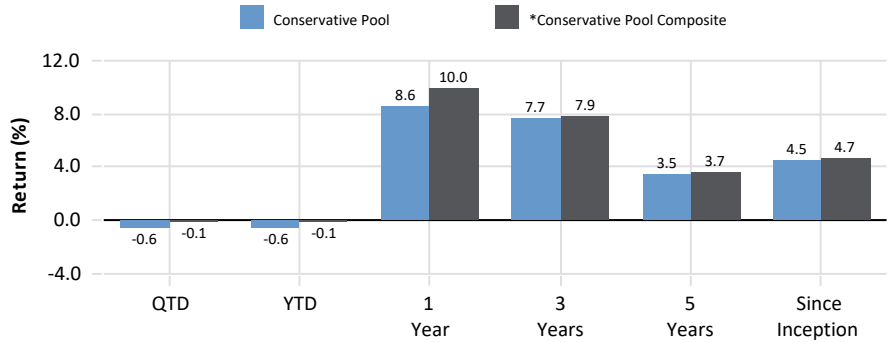 Conservative Pool
*Conservative Pool Composite
Return (%)
12.0
8.0
4.0
0.0
-4.0
-0.6
-0.1
-0.6
-0.1
8.6
10.0
7.7
7.9
3.5
3.7
4.5
4.7
QTD
YTD
1
Year
3
Years
5
Years
Since
Inception